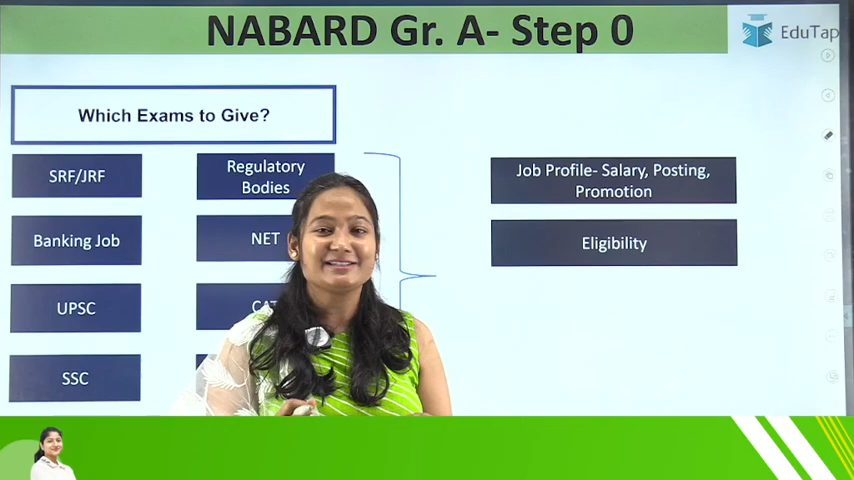 NABARD Gr. A- Step 0
EduTap
Which Exams to Give?
SRF/JRF
Regulatory
Bodies
Banking Job
NET
UPSC
CAT
SSC
Job Profile- Salary, Posting,
Promotion
Eligibility